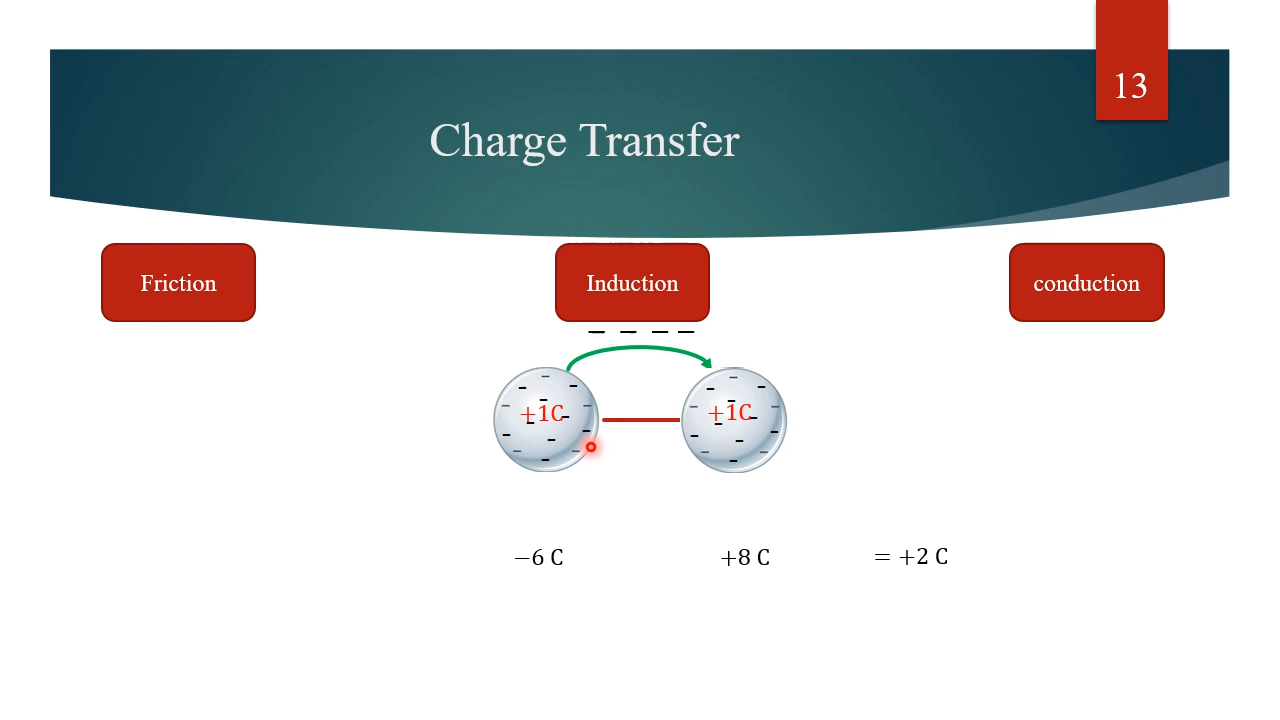 13
Charge Transfer
Friction
Induction
conduction
+1C
+1C
−6 C
+8 C
= +2 C